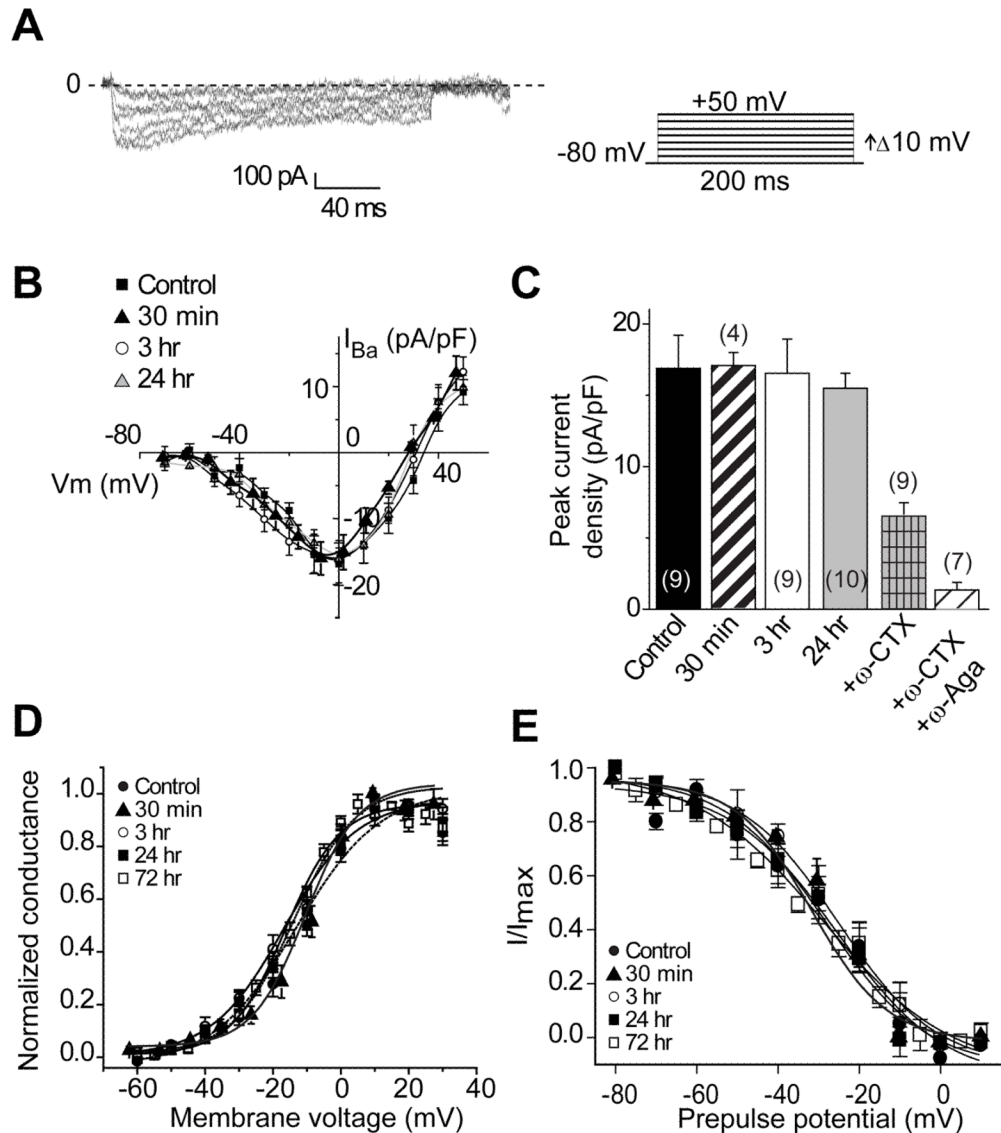 A
0
100 pA
40 ms
+50 mV
-80 mV
↑Δ10 mV
200 ms
B
Control
30 min
3 hr
24 hr
I Ba (pA/pF)
10
-80
-40
0
40
Vm (mV)
-10
-20
C
Peak current
density (pA/pF)
20
10
0
(9)
(4)
(9)
(10)
(9)
(7)
Control
30 min
3 hr
24 hr
+ω-CTX
+ω-CTX
+ω-Aga
D
Normalized conductance
1.0
0.8
0.6
0.4
0.2
0.0
Control
30 min
3 hr
24 hr
72 hr
-60
-40
-20
0
20
40
Membrane voltage (mV)
E
I/Imax
1.0
0.8
0.6
0.4
0.2
0.0
Control
30 min
3 hr
24 hr
72 hr
-80
-60
-40
-20
0
Prepulse potential (mV)